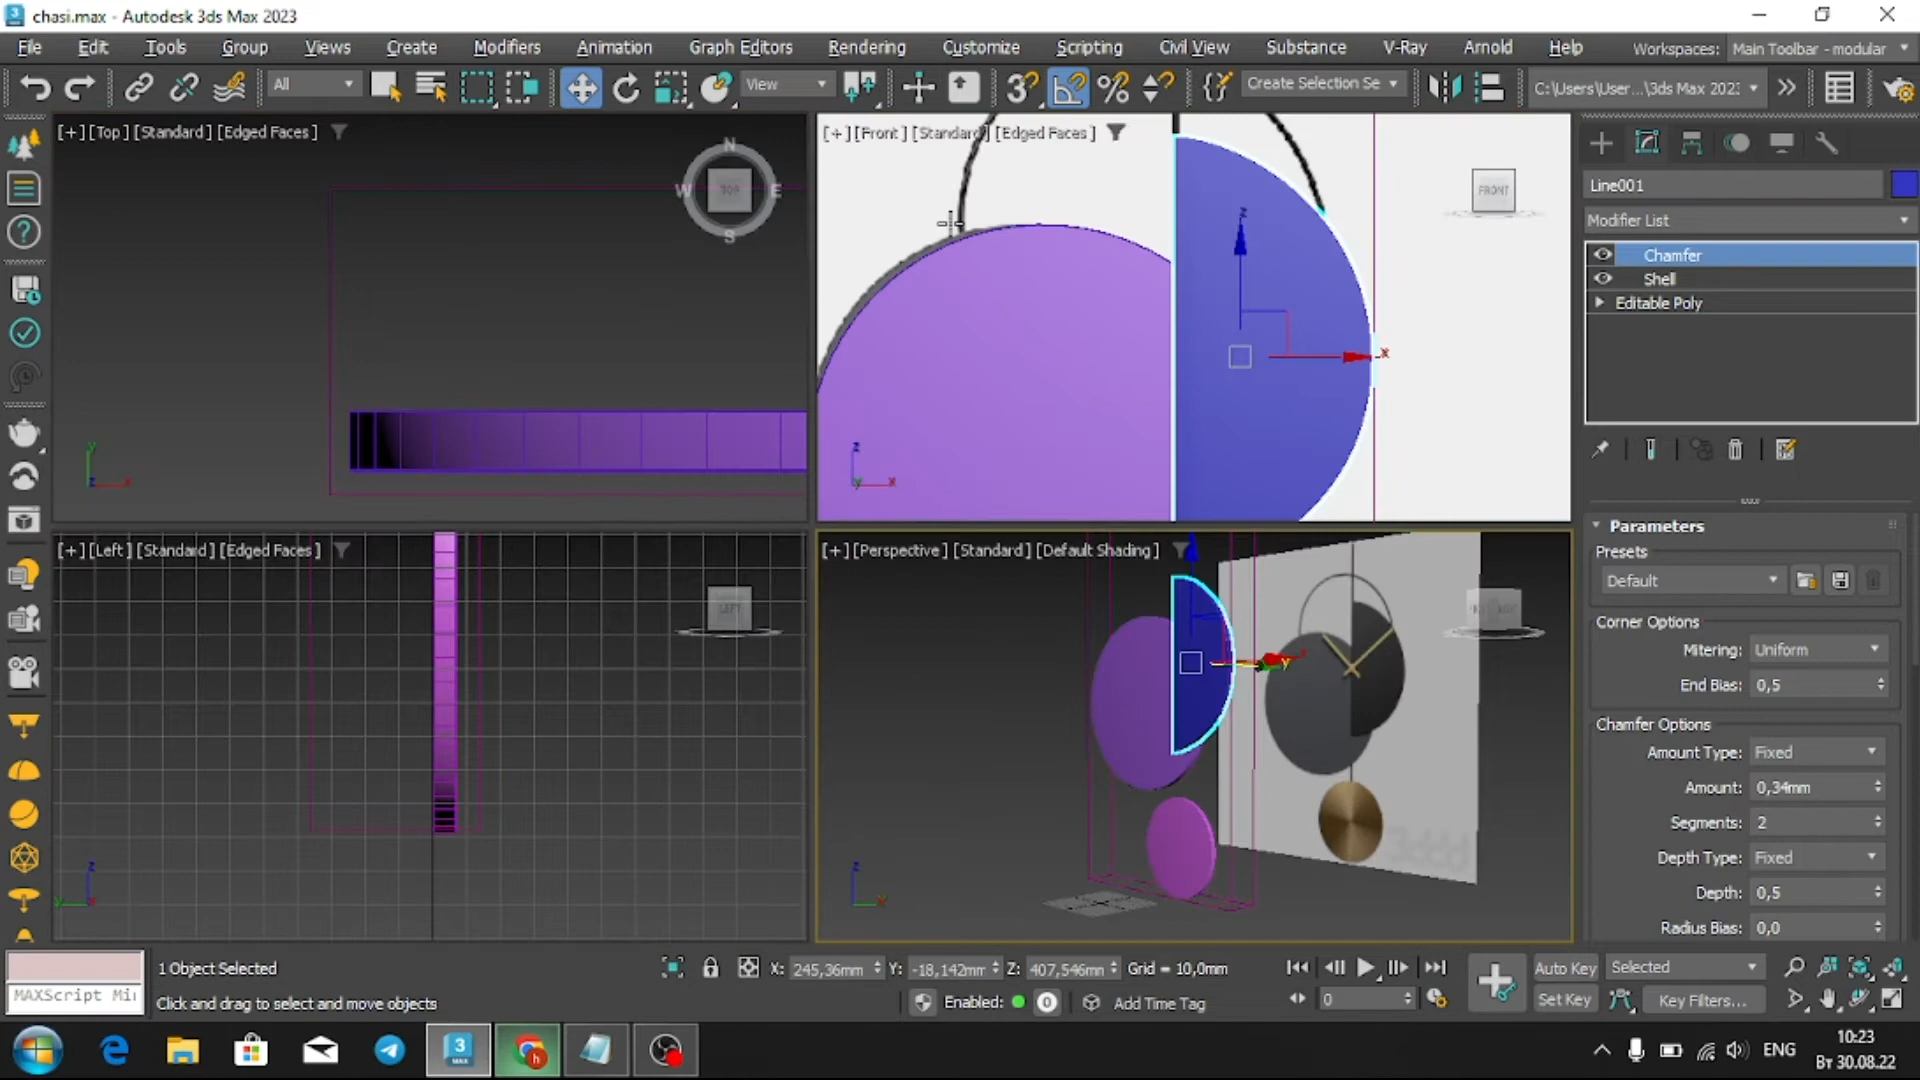 chasi.max - Autodesk 3ds Max 2023
File Edit Tools Group Views Create Modifiers Animation Graph Editors Rendering Customize Scripting Civil View Substance V-Ray Arnold Help Workspaces: Main Toolbar - modular
All View Create Selection Se C:\Users\User...\3ds Max 202
[+] [Top] [Standard] [Edged Faces]
N
W TOP E
S
y
x
z
[+] [Front] [Standard] [Edged Faces]
FRONT
z
x
z
y x
[+] [Left] [Standard] [Edged Faces]
LEFT
z
y x
[+] [Perspective] [Standard] [Default Shading]
y
z
x
Line001
Modifier List
Chamfer
Shell
Editable Poly
Parameters
Presets
Default
Corner Options
Mitering: Uniform
End Bias: 0,5
Chamfer Options
Amount Type: Fixed
Amount: 0,34mm
Segments: 2
Depth Type: Fixed
Depth: 0,5
Radius Bias: 0,0
1 Object Selected
X: 245,36mm Y: -18,142mm Z: 407,546mm Grid = 10,0mm
Auto Key Selected
MAXScript Mi
Click and drag to select and move objects
Enabled: 0 Add Time Tag
0
Set Key Key Filters...
3
MAX
h
ENG
10:23
Вт 30.08.22